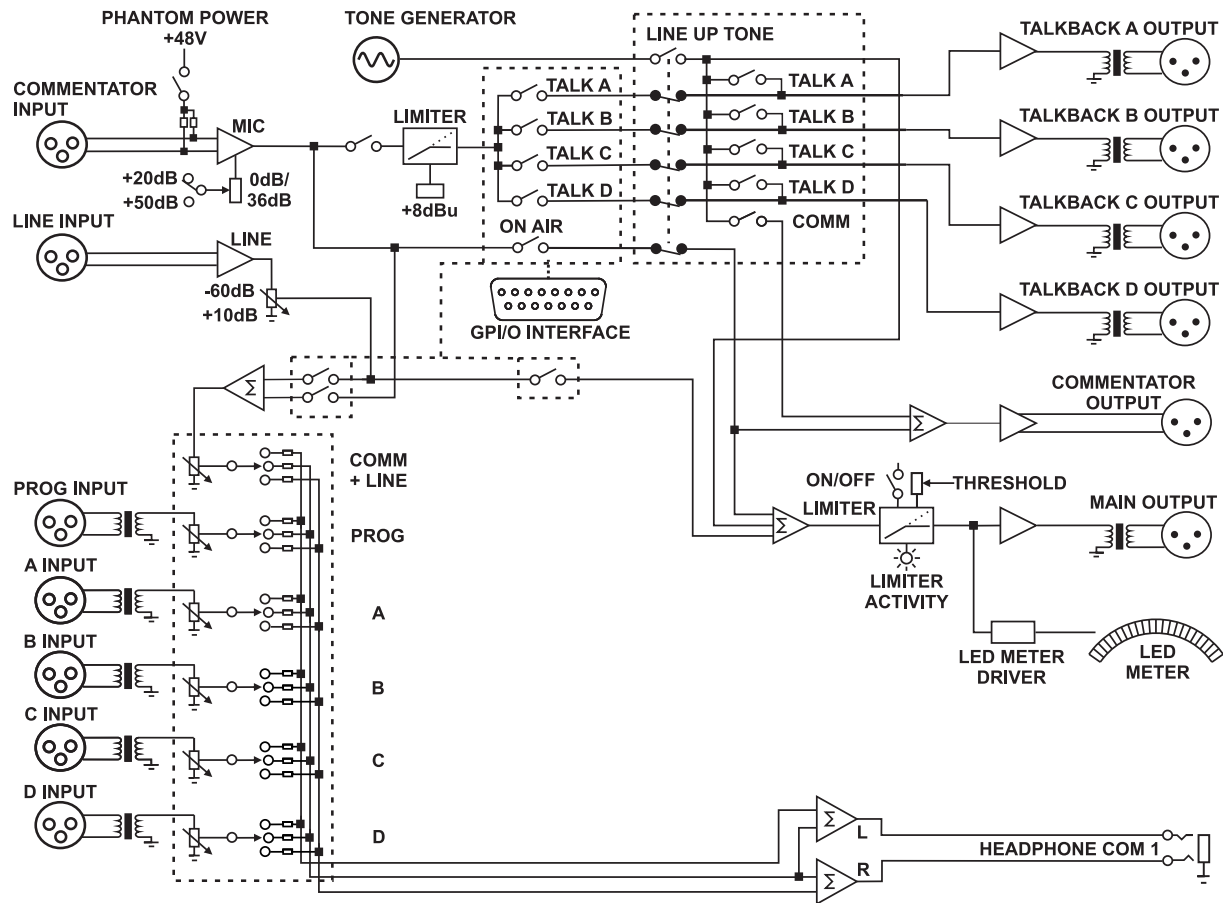 PHANTOM POWER
+48V
TONE GENERATOR
LINE UP TONE
TALKBACK A OUTPUT
COMMENTATOR
INPUT
MIC
LIMITER
TALK A
TALK A
TALK B
TALK B
TALKBACK B OUTPUT
TALK C
TALK C
+20dB
+50dB
0dB/
36dB
+8dBu
TALK D
TALK D
TALKBACK C OUTPUT
LINE INPUT
LINE
ON AIR
COMM
-60dB
+10dB
GPI/O INTERFACE
TALKBACK D OUTPUT
Σ
COMMENTATOR
OUTPUT
Σ
COMM
+ LINE
PROG INPUT
PROG
ON/OFF
THRESHOLD
LIMITER
MAIN OUTPUT
Σ
A INPUT
A
LIMITER
ACTIVITY
B INPUT
B
LED METER
DRIVER
LED
METER
C INPUT
C
D INPUT
D
Σ
L
HEADPHONE COM 1
Σ
R